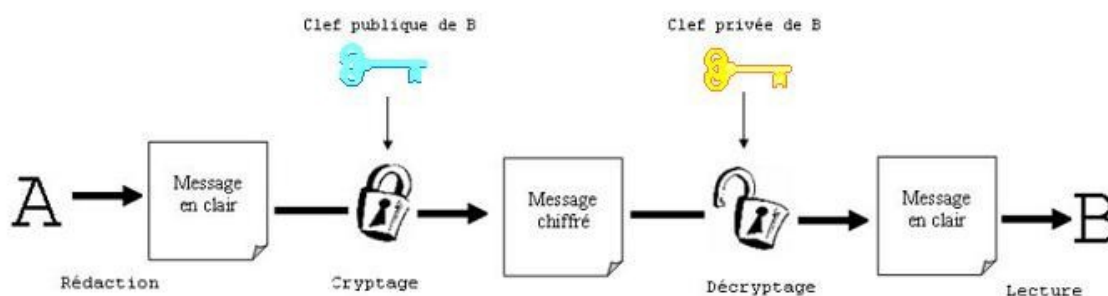 Clef publique de B
Clef privée de B
A
Message
en clair
Message
chiffré
Message
en clair
B
Rédaction
Cryptage
Décryptage
Lecture